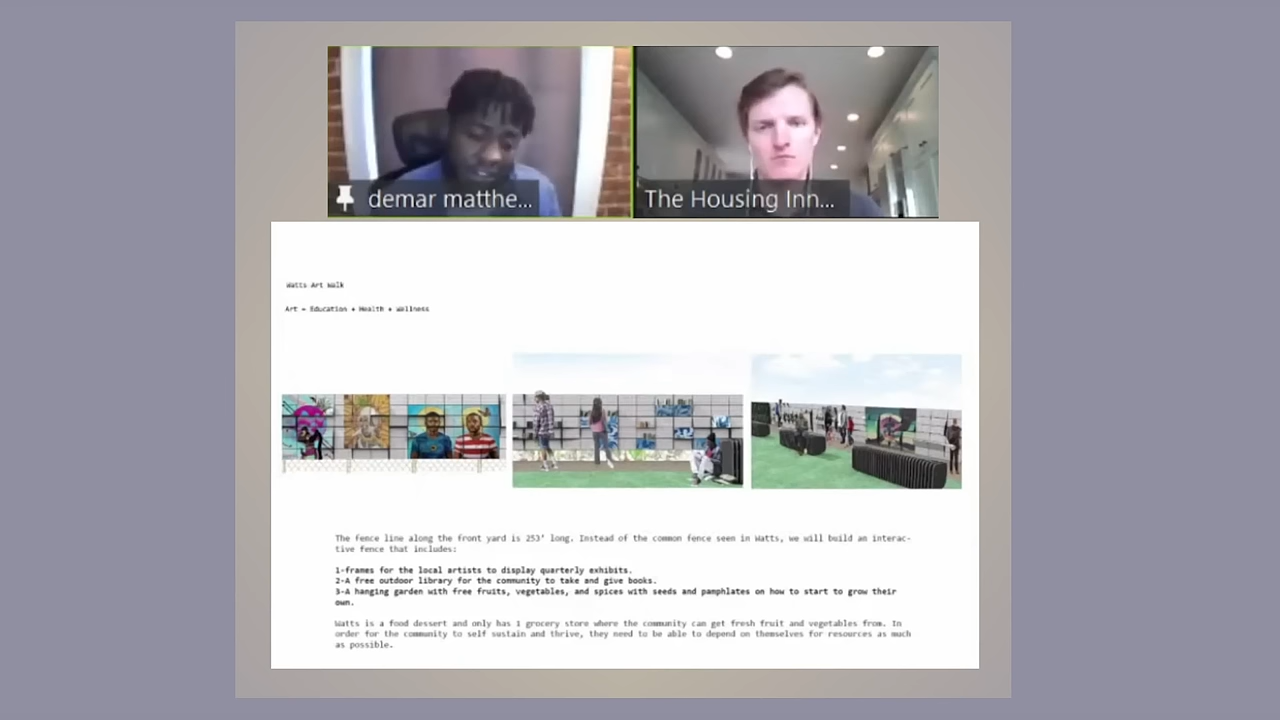 demar matthe...
The Housing Inn...
Watts Art Walk
Art = Education + Health + Wellness
The fence line along the front yard is 253' long. Instead of the common fence seen in Watts, we will build an interac-
tive fence that includes:
1-frames for the local artists to display quarterly exhibits.
2-A free outdoor library for the community to take and give books.
3-A hanging garden with free fruits, vegetables, and spices with seeds and pamphlates on how to start to grow their
own.
Watts is a food dessert and only has 1 grocery store where the community can get fresh fruit and vegetables from. In
order for the community to self sustain and thrive, they need to be able to depend on themselves for resources as much
as possible.